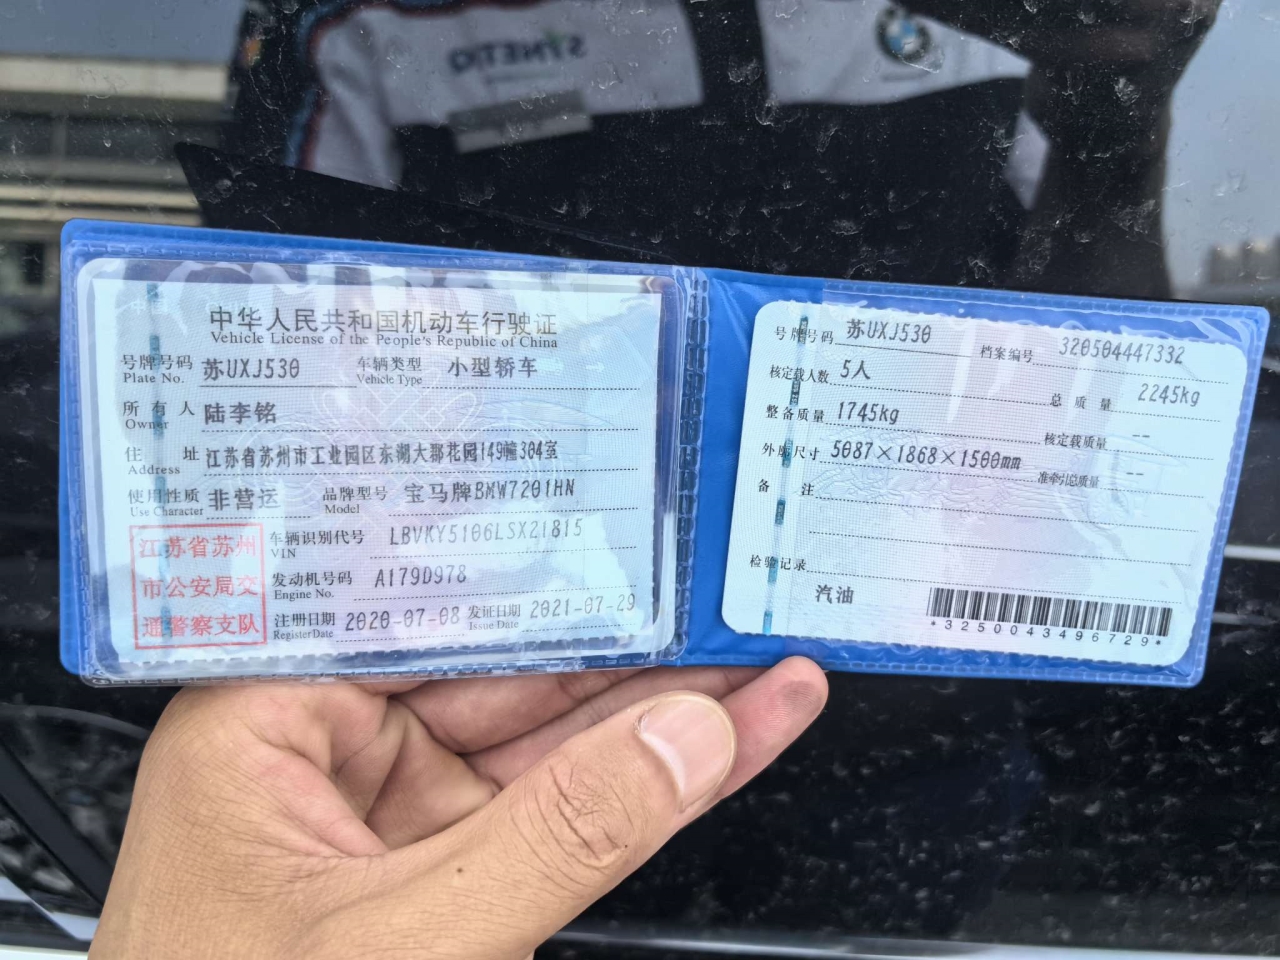 中华人民共和国机动车行驶证
Vehicle License of the People's Republic of China
号牌号码 苏UXJ530 车辆类型 小型轿车
Plate No. Vehicle Type
所有人 陆李铭
Owner
住址 江苏省苏州市工业园区东湖大郡花园149幢304室
Address
使用性质 非营运 品牌型号 宝马牌BMW7201HN
Use Character Model
江苏省苏州
市公安局交
通警察支队
车辆识别代号 LBVKY5106LSX21815
VIN
发动机号码 A179D978
Engine No.
注册日期 2020-07-08 发证日期 2021-07-29
Register Date Issue Date
号牌号码 苏UXJ530 档案编号 320504447332
核定载人数 5人 总质量 2245kg
整备质量 1745kg 核定载质量 --
外廓尺寸 5087×1868×1500mm 准牵引总质量 --
备注
检验记录
汽油
*3250043496729*